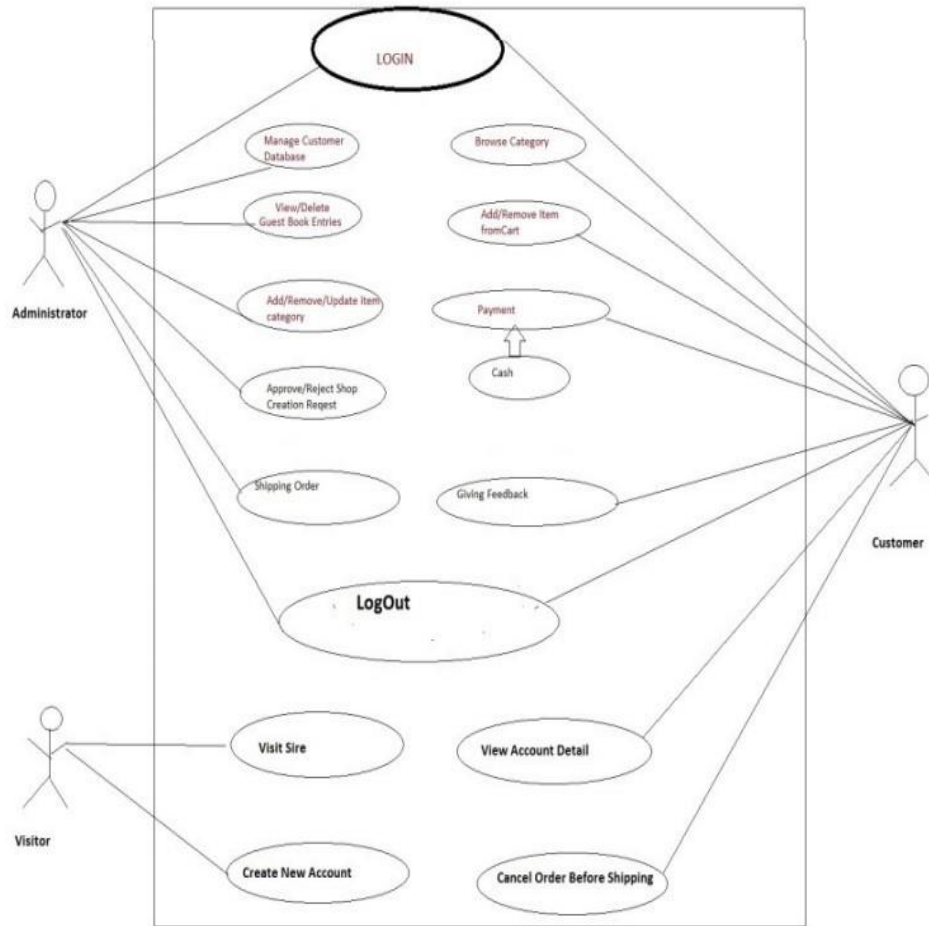 LOGIN
Manage Customer
Database
Browse Category
View/Delete
Guest Book Entries
Add/Remove Item
fromCart
Administrator
Add/Remove/Update Item
category
Payment
Cash
Approve/Reject Shop
Creation Reqest
Shipping Order
Giving Feedback
Customer
LogOut
Visit Sire
View Account Detail
Visitor
Create New Account
Cancel Order Before Shipping